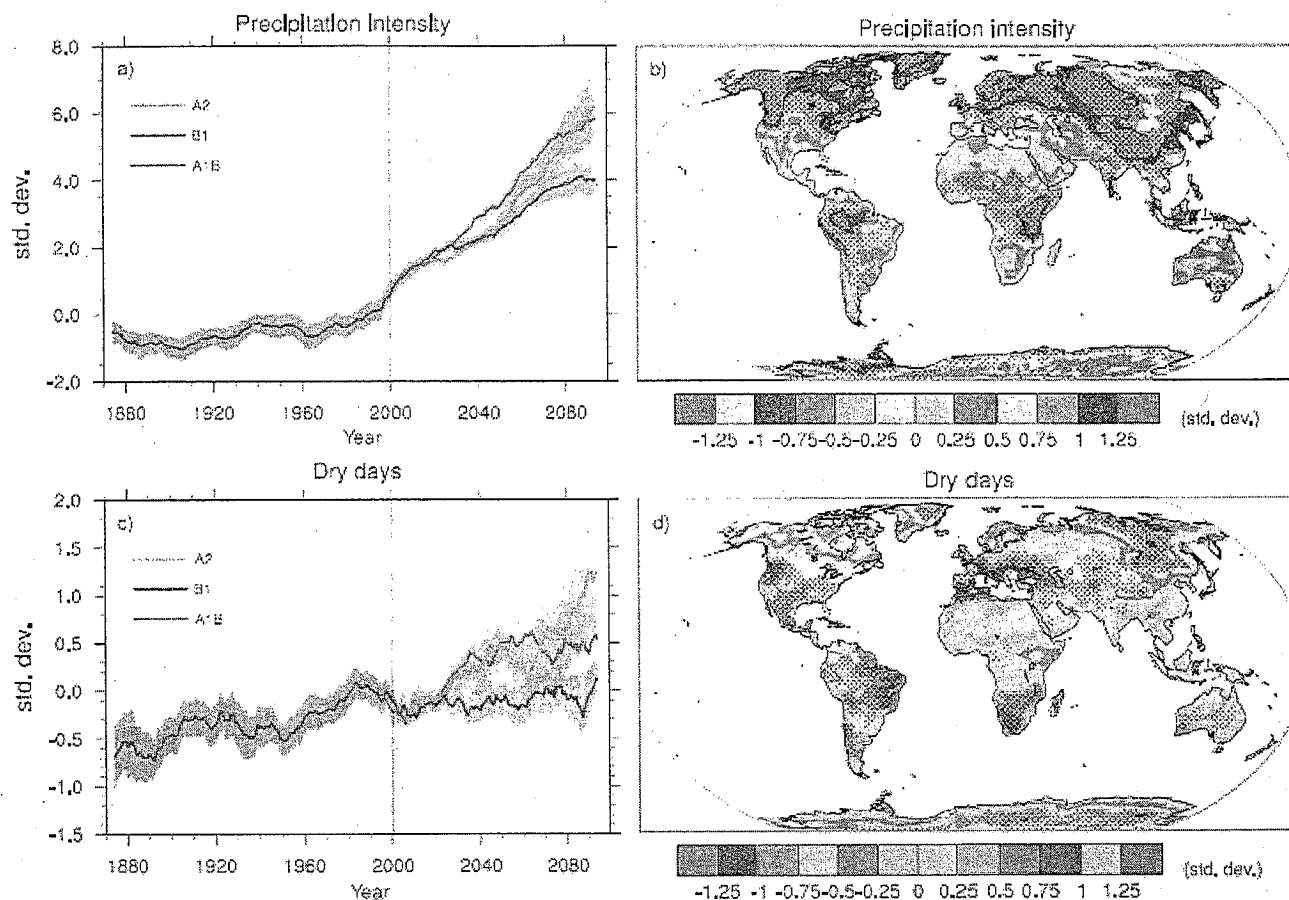 Precipitation intensity
8.0
a)
6.0
4.0
2.0
0.0
-2.0
std. dev.
A2
B1
A1B
1880 1920 1960 2000 2040 2080
Year
Precipitation intensity
b)
-1.25 -1 -0.75 -0.5 -0.25 0 0.25 0.5 0.75 1 1.25
(std. dev.)
Dry days
2.0
c)
1.5
1.0
0.5
0.0
-0.5
-1.0
-1.5
std. dev.
A2
B1
A1B
1880 1920 1960 2000 2040 2080
Year
Dry days
d)
-1.25 -1 -0.75 -0.5 -0.25 0 0.25 0.5 0.75 1 1.25
(std. dev.)